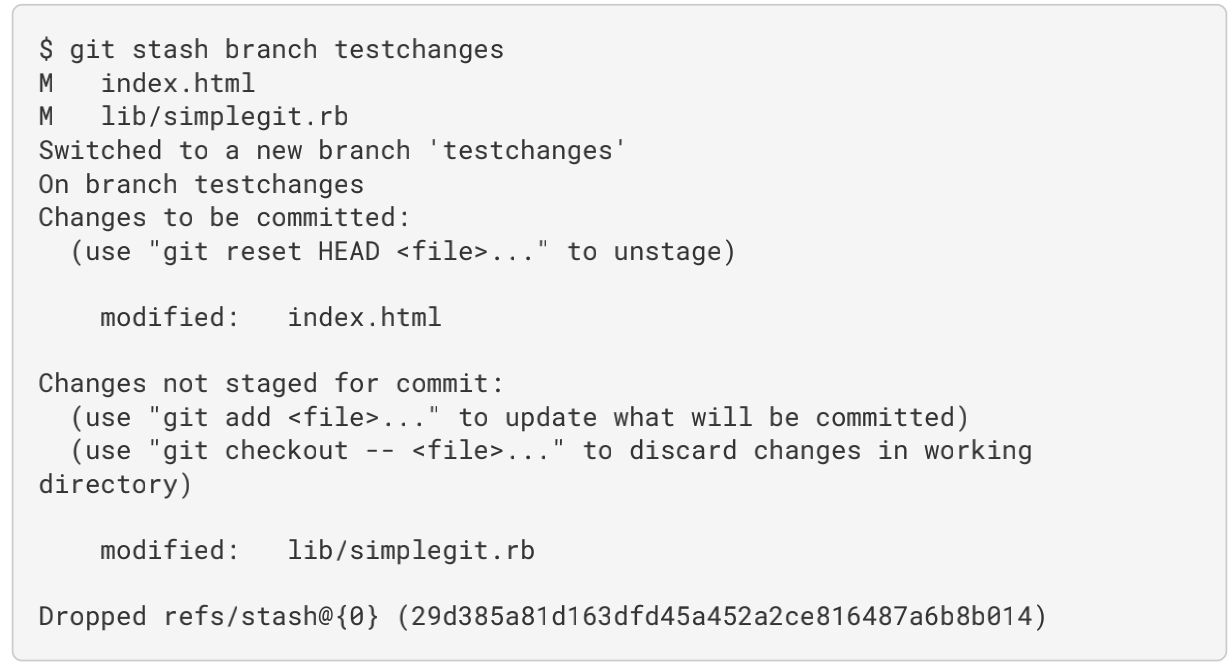 $ git stash branch testchanges
M   index.html
M   lib/simplegit.rb
Switched to a new branch 'testchanges'
On branch testchanges
Changes to be committed:
  (use "git reset HEAD <file>..." to unstage)

    modified:   index.html

Changes not staged for commit:
  (use "git add <file>..." to update what will be committed)
  (use "git checkout -- <file>..." to discard changes in working
directory)

    modified:   lib/simplegit.rb

Dropped refs/stash@{0} (29d385a81d163dfd45a452a2ce816487a6b8b014)